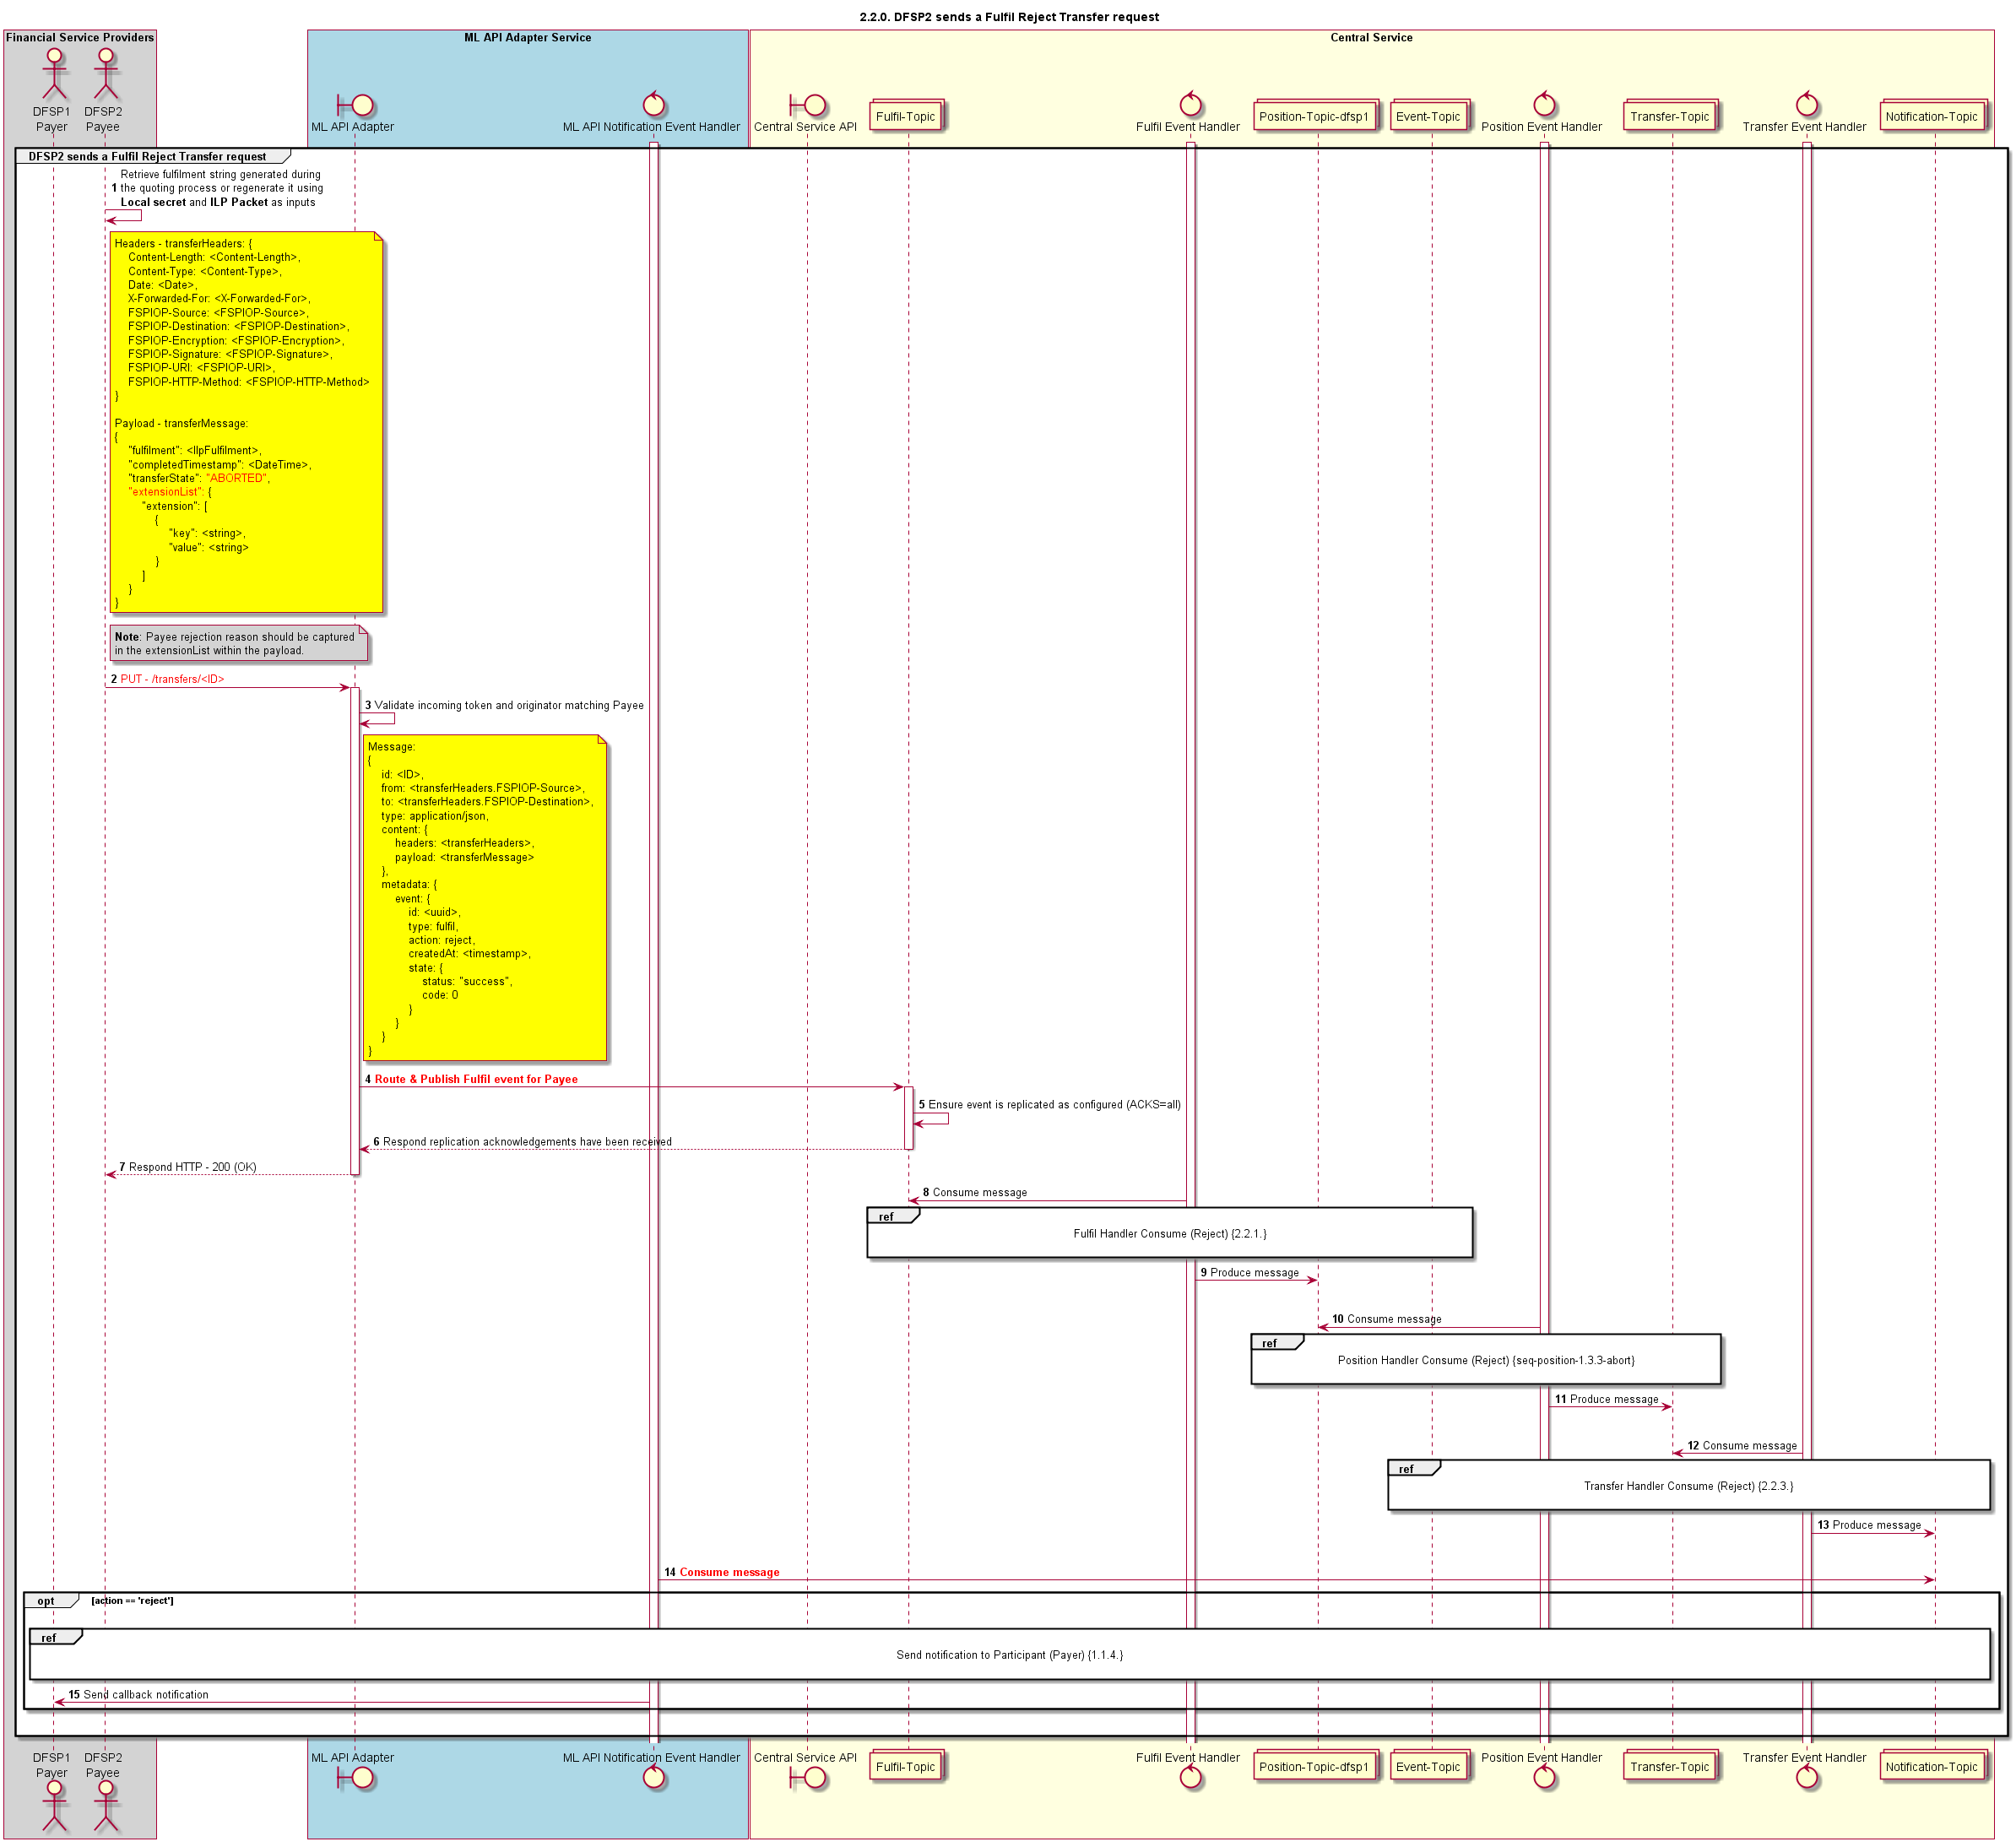 2.2.0. DFSP2 sends a Fulfil Reject Transfer request
Financial Service Providers
ML API Adapter Service
Central Service
DFSP1
Payer
DFSP2
Payee
ML API Adapter
ML API Notification Event Handler
Central Service API
Fulfil-Topic
Fulfil Event Handler
Position-Topic-dfsp1
Event-Topic
Position Event Handler
Transfer-Topic
Transfer Event Handler
Notification-Topic
DFSP2 sends a Fulfil Reject Transfer request
Retrieve fulfilment string generated during
1 the quoting process or regenerate it using
Local secret and ILP Packet as inputs
Headers - transferHeaders: {
Content-Length: <Content-Length>,
Content-Type: <Content-Type>,
Date: <Date>,
X-Forwarded-For: <X-Forwarded-For>,
FSPIOP-Source: <FSPIOP-Source>,
FSPIOP-Destination: <FSPIOP-Destination>,
FSPIOP-Encryption: <FSPIOP-Encryption>,
FSPIOP-Signature: <FSPIOP-Signature>,
FSPIOP-URI: <FSPIOP-URI>,
FSPIOP-HTTP-Method: <FSPIOP-HTTP-Method>
}
Payload - transferMessage:
{
"fulfilment": <IlpFulfilment>,
"completedTimestamp": <DateTime>,
"transferState": "ABORTED",
"extensionList": {
"extension": [
{
"key": <string>,
"value": <string>
}
]
}
}
Note: Payee rejection reason should be captured
in the extensionList within the payload.
2 PUT - /transfers/<ID>
3 Validate incoming token and originator matching Payee
Message:
{
id: <ID>,
from: <transferHeaders.FSPIOP-Source>,
to: <transferHeaders.FSPIOP-Destination>,
type: application/json,
content: {
headers: <transferHeaders>,
payload: <transferMessage>
},
metadata: {
event: {
id: <uuid>,
type: fulfil,
action: reject,
createdAt: <timestamp>,
state: {
status: "success",
code: 0
}
}
}
}
4 Route & Publish Fulfil event for Payee
5 Ensure event is replicated as configured (ACKS=all)
6 Respond replication acknowledgements have been received
7 Respond HTTP - 200 (OK)
8 Consume message
ref
Fulfil Handler Consume (Reject) {2.2.1.}
9 Produce message
10 Consume message
ref
Position Handler Consume (Reject) {seq-position-1.3.3-abort}
11 Produce message
12 Consume message
ref
Transfer Handler Consume (Reject) {2.2.3.}
13 Produce message
14 Consume message
opt [action == 'reject']
ref
Send notification to Participant (Payer) {1.1.4.}
15 Send callback notification
DFSP1
Payer
DFSP2
Payee
ML API Adapter
ML API Notification Event Handler
Central Service API
Fulfil-Topic
Fulfil Event Handler
Position-Topic-dfsp1
Event-Topic
Position Event Handler
Transfer-Topic
Transfer Event Handler
Notification-Topic